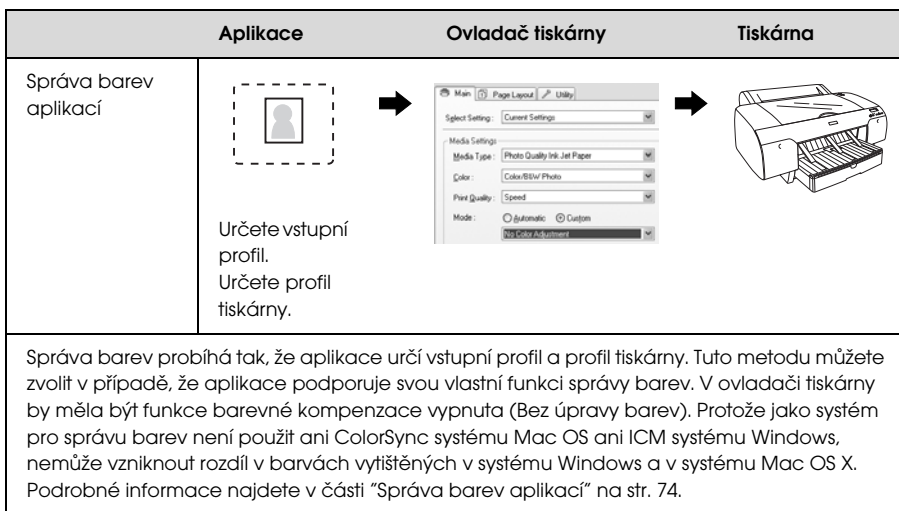 Aplikace Ovladač tiskárny Tiskárna
Správa barev
aplikací
Main Page Layout Utility
Select Setting : Current Settings
Media Settings
Media Type : Photo Quality Ink Jet Paper
Color : Color/B&W Photo
Print Quality : Speed
Mode : Automatic Custom
No Color Adjustment
Určete vstupní
profil.
Určete profil
tiskárny.
Správa barev probíhá tak, že aplikace určí vstupní profil a profil tiskárny. Tuto metodu můžete
zvolit v případě, že aplikace podporuje svou vlastní funkci správy barev. V ovladači tiskárny
by měla být funkce barevné kompenzace vypnuta (Bez úpravy barev). Protože jako systém
pro správu barev není použit ani ColorSync systému Mac OS ani ICM systému Windows,
nemůže vzniknout rozdíl v barvách vytištěných v systému Windows a v systému Mac OS X.
Podrobné informace najdete v části ”Správa barev aplikací” na str. 74.